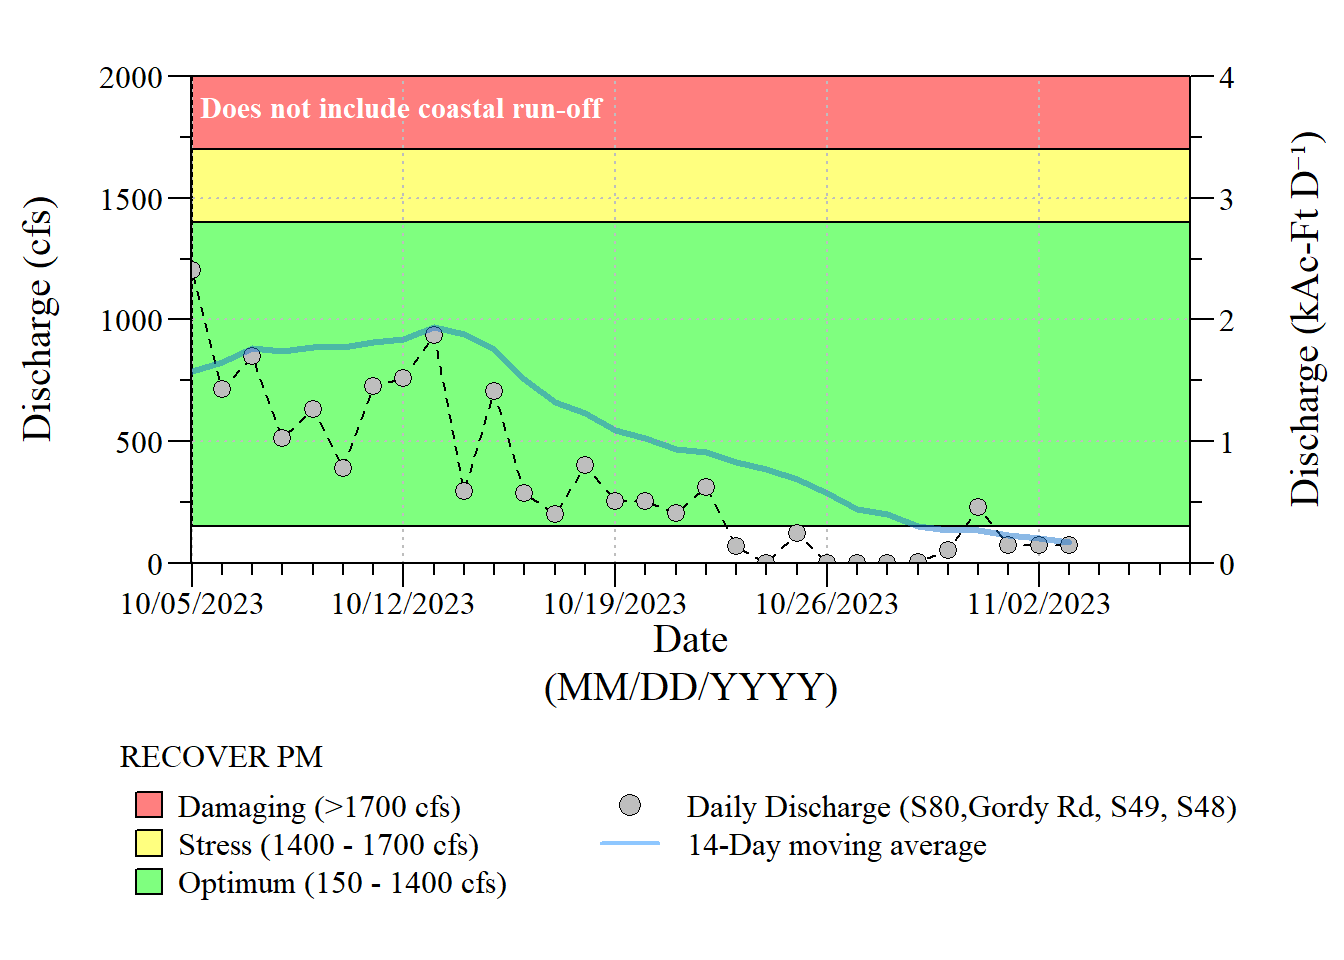 2000
1500
1000
500
0
4
3
2
1
0
Discharge (cfs)
Discharge (kAc-Ft D⁻¹)
Does not include coastal run-off
10/05/2023 10/12/2023 10/19/2023 10/26/2023 11/02/2023
Date
(MM/DD/YYYY)
RECOVER PM
Damaging (>1700 cfs)
Stress (1400 - 1700 cfs)
Optimum (150 - 1400 cfs)
Daily Discharge (S80,Gordy Rd, S49, S48)
14-Day moving average